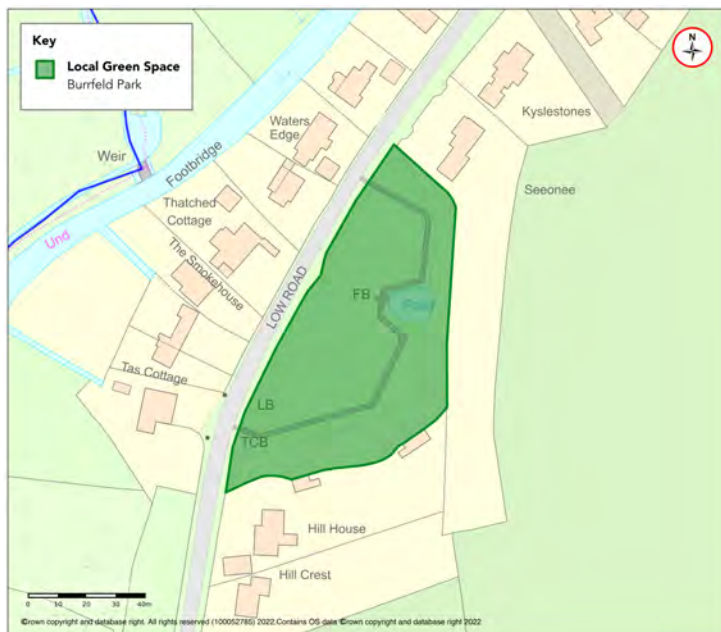 Key
Local Green Space
Burrfeld Park
N
Kyslestones
Waters
Edge
Footbridge
Weir
Seeonee
Thatched
Cottage
Und
The Smokehouse
FB
Pond
LOW ROAD
Tas Cottage
LB
TCB
Hill House
Hill Crest
0 10 20 30 40m
©rown copyright and database right. All rights reserved (100052765) 2022.Contains OS data ©rown copyright and database right 2022